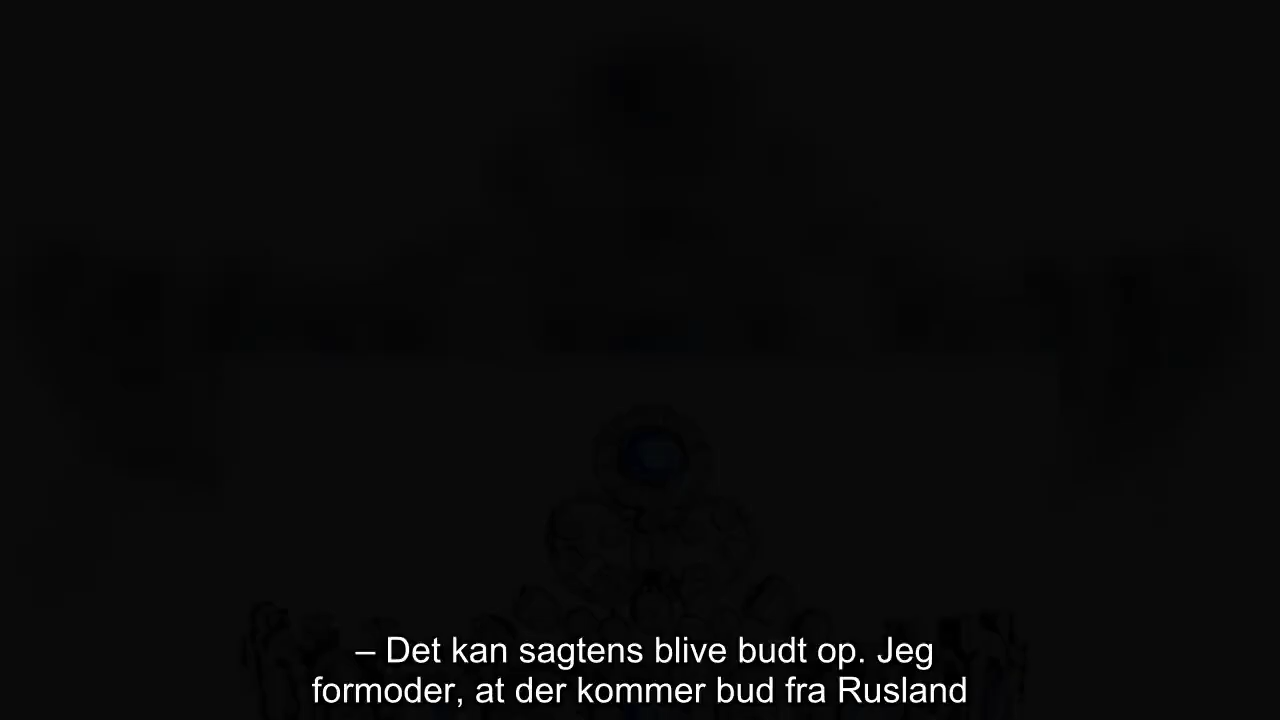 – Det kan sagtens blive budt op. Jeg
formoder, at der kommer bud fra Rusland